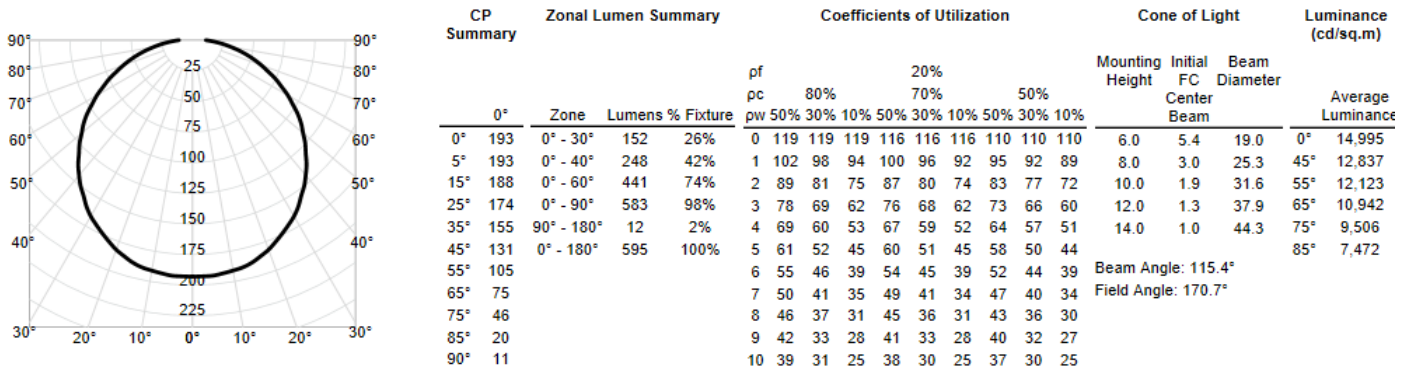 90° 90°
80° 25 80°
70° 50 70°
60° 75 60°
100
50° 125 50°
150
40° 175 40°
200
225
30° 20° 10° 0° 10° 20° 30°
CP Summary
0°
0° 193
5° 193
15° 188
25° 174
35° 155
45° 131
55° 105
65° 75
75° 46
85° 20
90° 11
Zonal Lumen Summary
Zone Lumens % Fixture
0° - 30° 152 26%
0° - 40° 248 42%
0° - 60° 441 74%
0° - 90° 583 98%
90° - 180° 12 2%
0° - 180° 595 100%
Coefficients of Utilization
ρf 20%
ρc 80% 70% 50%
ρw 50% 30% 10% 50% 30% 10% 50% 30% 10%
0 119 119 119 116 116 116 110 110 110
1 102 98 94 100 96 92 95 92 89
2 89 81 75 87 80 74 83 77 72
3 78 69 62 76 68 62 73 66 60
4 69 60 53 67 59 52 64 57 51
5 61 52 45 60 51 45 58 50 44
6 55 46 39 54 45 39 52 44 39
7 50 41 35 49 41 34 47 40 34
8 46 37 31 45 36 31 43 36 30
9 42 33 28 41 33 28 40 32 27
10 39 31 25 38 30 25 37 30 25
Cone of Light
Mounting Initial Beam
Height FC Diameter
Center
Beam
6.0 5.4 19.0
8.0 3.0 25.3
10.0 1.9 31.6
12.0 1.3 37.9
14.0 1.0 44.3
Beam Angle: 115.4°
Field Angle: 170.7°
Luminance
(cd/sq.m)
Average
Luminance
0° 14,995
45° 12,837
55° 12,123
65° 10,942
75° 9,506
85° 7,472